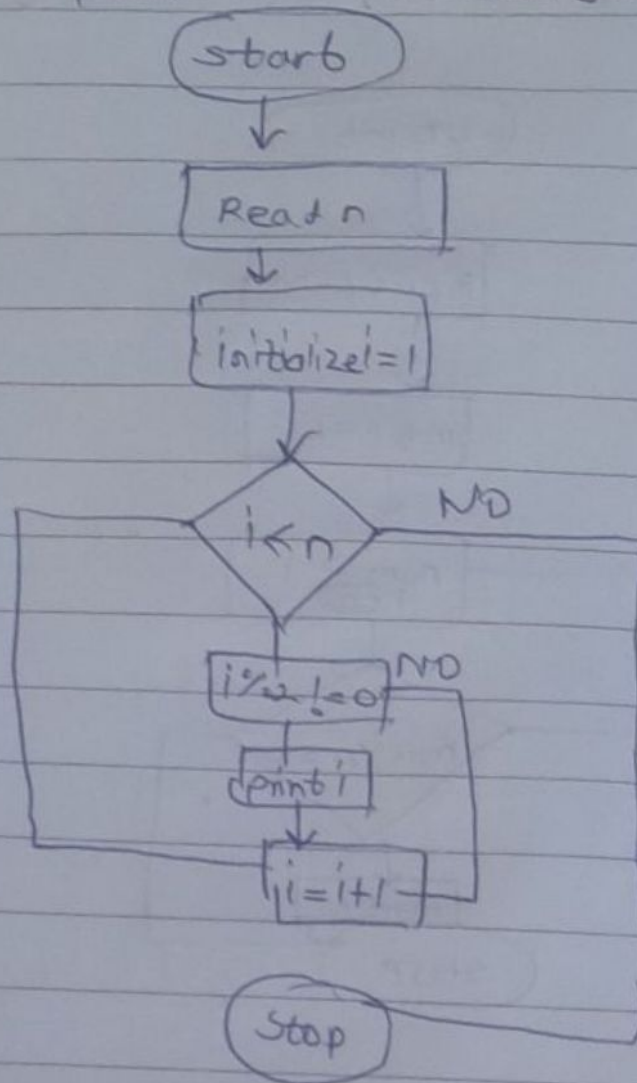 start
Read n
initialize i=1
i<n
NO
i%2!=0
NO
print i
i=i+1
Stop